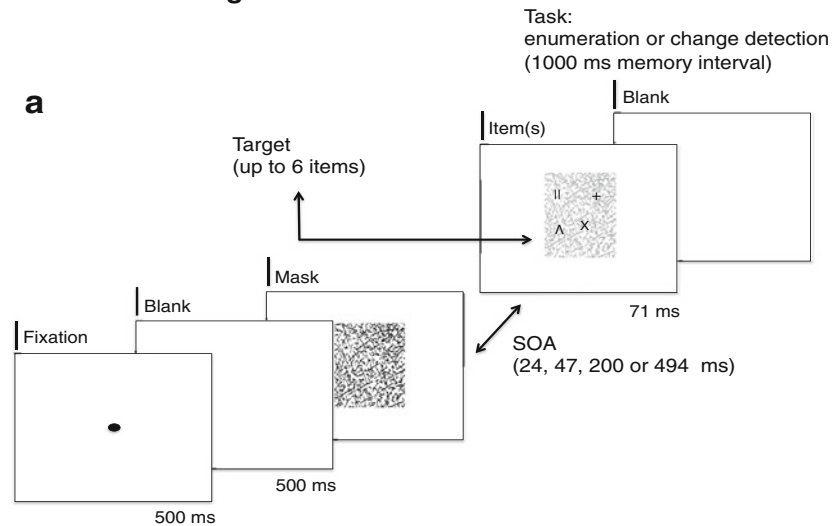 Task:
enumeration or change detection
(1000 ms memory interval)
a
Blank
Item(s)
Target
(up to 6 items)
II +
Λ X
Mask
Blank
71 ms
Fixation
SOA
(24, 47, 200 or 494 ms)
500 ms
500 ms